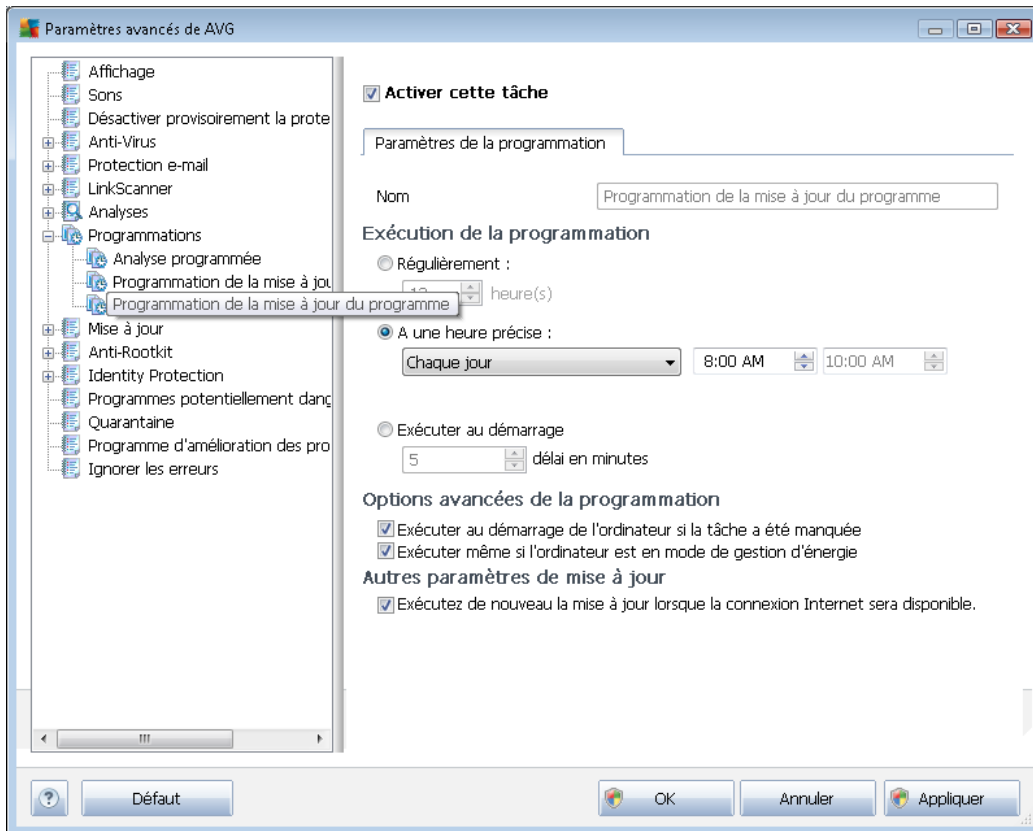 Paramètres avancés de AVG
Affichage
Sons
Désactiver provisoirement la prote
Anti-Virus
Protection e-mail
LinkScanner
Analyses
Programmations
Analyse programmée
Programmation de la mise à jou
Programmation de la mise à jour du programme
Mise à jour
Anti-Rootkit
Identity Protection
Programmes potentiellement dang
Quarantaine
Programme d'amélioration des pro
Ignorer les erreurs
Activer cette tâche
Paramètres de la programmation
Nom Programmation de la mise à jour du programme
Exécution de la programmation
Régulièrement :
heure(s)
A une heure précise :
Chaque jour 8:00 AM 10:00 AM
Exécuter au démarrage
5 délai en minutes
Options avancées de la programmation
Exécuter au démarrage de l'ordinateur si la tâche a été manquée
Exécuter même si l'ordinateur est en mode de gestion d'énergie
Autres paramètres de mise à jour
Exécutez de nouveau la mise à jour lorsque la connexion Internet sera disponible.
? Défaut OK Annuler Appliquer